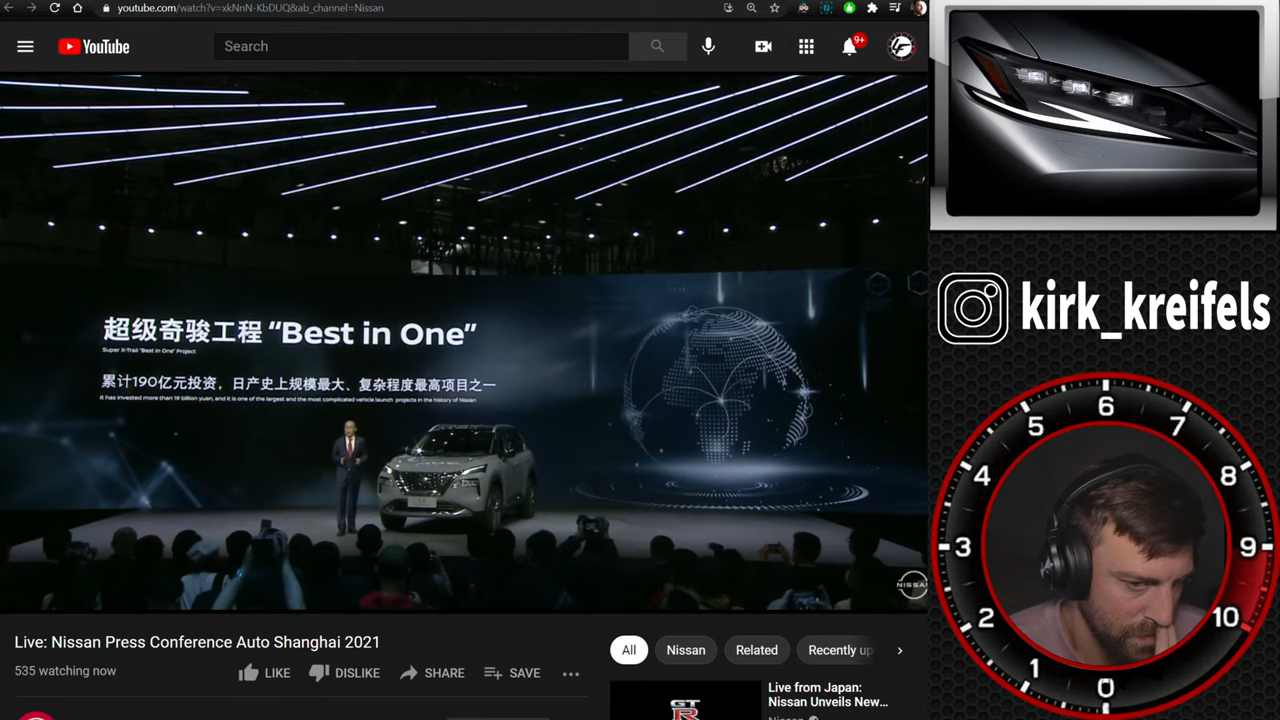 youtube.com/watch?v=xkNnN-KbDUQ&ab_channel=Nissan
YouTube
Search
9+
超级奇骏工程 “Best in One”
Super X-Trail "Best in One" Project
累计190亿元投资，日产史上规模最大、复杂程度最高项目之一
It has invested more than 19 billion yuan, and it is one of the largest and the most complicated vehicle launch projects in the history of Nissan
NISSAN
Live: Nissan Press Conference Auto Shanghai 2021
535 watching now
LIKE
DISLIKE
SHARE
SAVE
All
Nissan
Related
Recently up
Live from Japan:
Nissan Unveils New...
Nissan
GT
R
kirk_kreifels
0
1
2
3
4
5
6
7
8
9
10